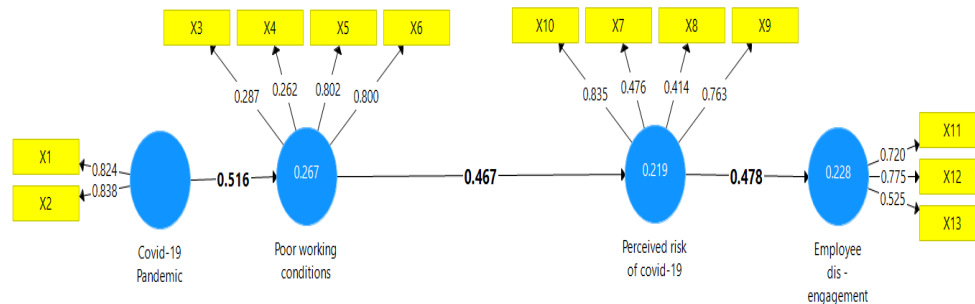 X3 X4 X5 X6
X10 X7 X8 X9
0.287 0.262 0.802 0.800
0.835 0.476 0.414 0.763
X1
X2
0.824
0.838
0.516
0.267
0.467
0.219
0.478
0.228
0.720
0.775
0.525
X11
X12
X13
Covid-19
Pandemic
Poor working
conditions
Perceived risk
of covid-19
Employee
dis -
engagement